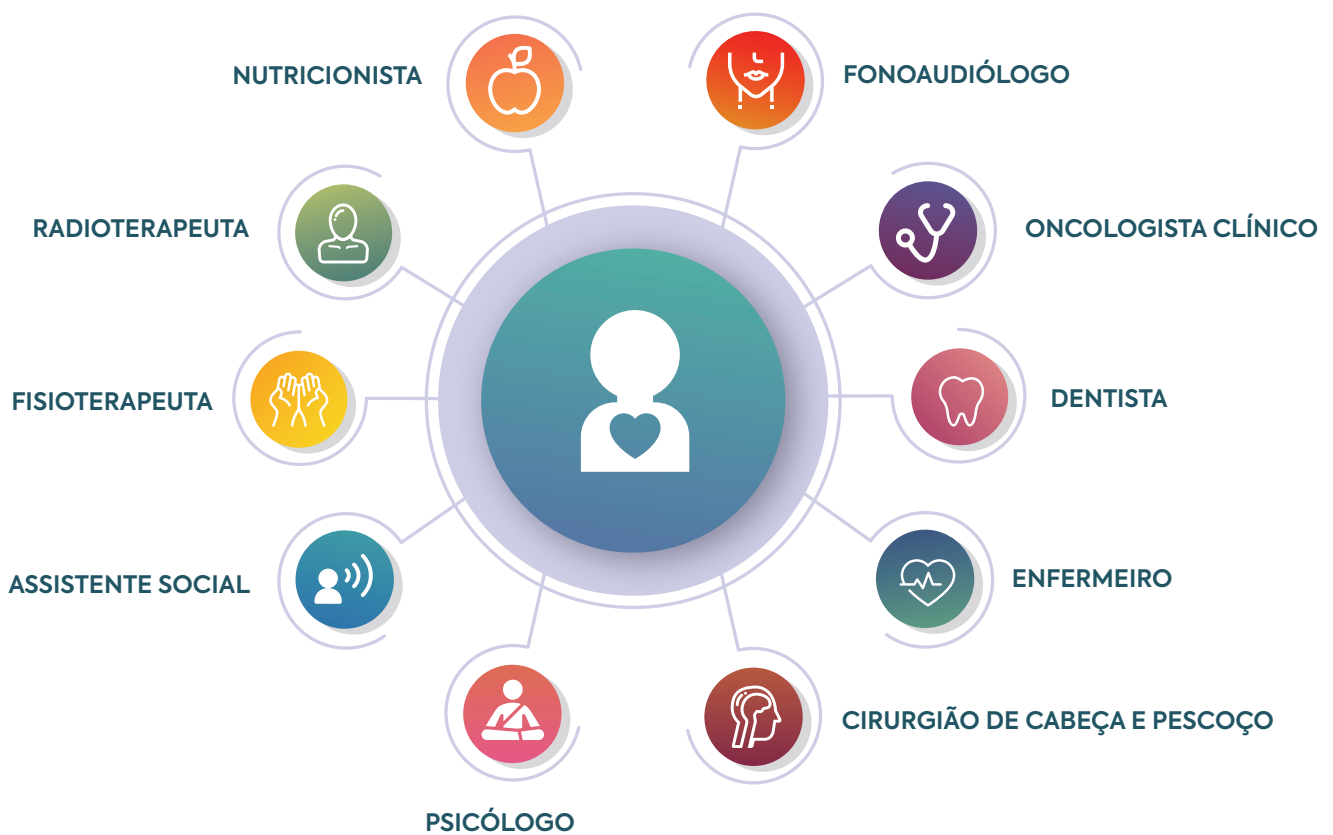 NUTRICIONISTA
FONOAUDIÓLOGO
RADIOTERAPEUTA
ONCOLOGISTA CLÍNICO
FISIOTERAPEUTA
DENTISTA
ASSISTENTE SOCIAL
ENFERMEIRO
CIRURGIÃO DE CABEÇA E PESCOÇO
PSICÓLOGO